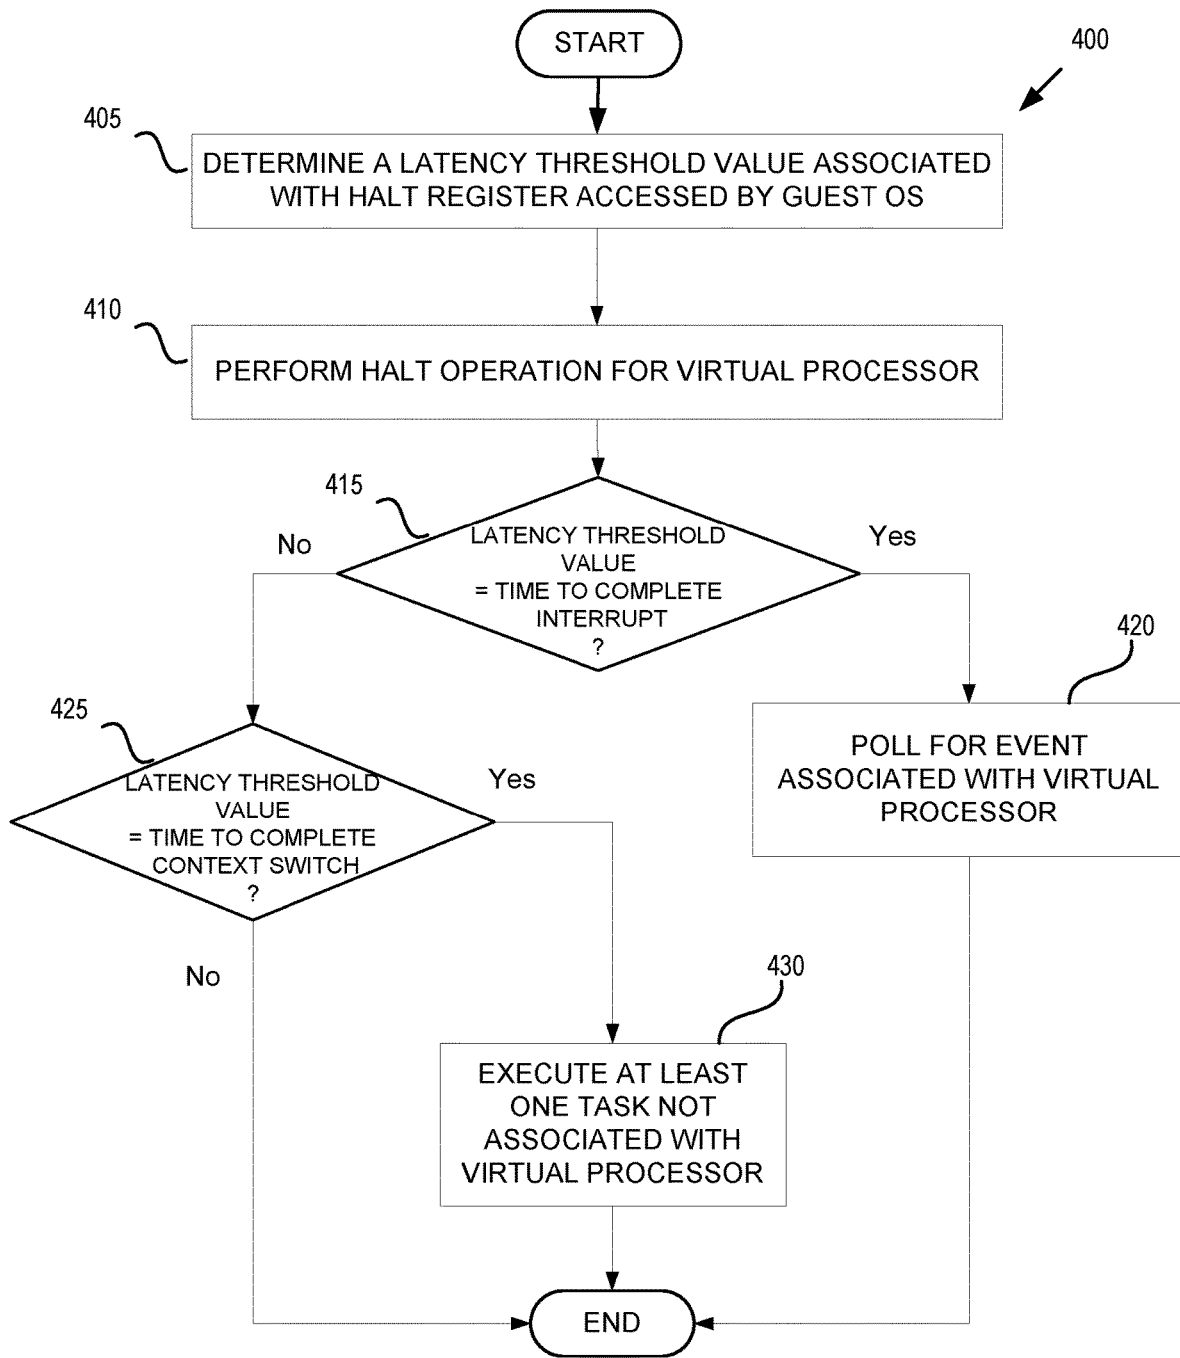 START
400
405
DETERMINE A LATENCY THRESHOLD VALUE ASSOCIATED
WITH HALT REGISTER ACCESSED BY GUEST OS
410
PERFORM HALT OPERATION FOR VIRTUAL PROCESSOR
415
No
LATENCY THRESHOLD
VALUE
= TIME TO COMPLETE
INTERRUPT
?
Yes
420
POLL FOR EVENT
ASSOCIATED WITH VIRTUAL
PROCESSOR
425
LATENCY THRESHOLD
VALUE
= TIME TO COMPLETE
CONTEXT SWITCH
?
Yes
No
430
EXECUTE AT LEAST
ONE TASK NOT
ASSOCIATED WITH
VIRTUAL PROCESSOR
END